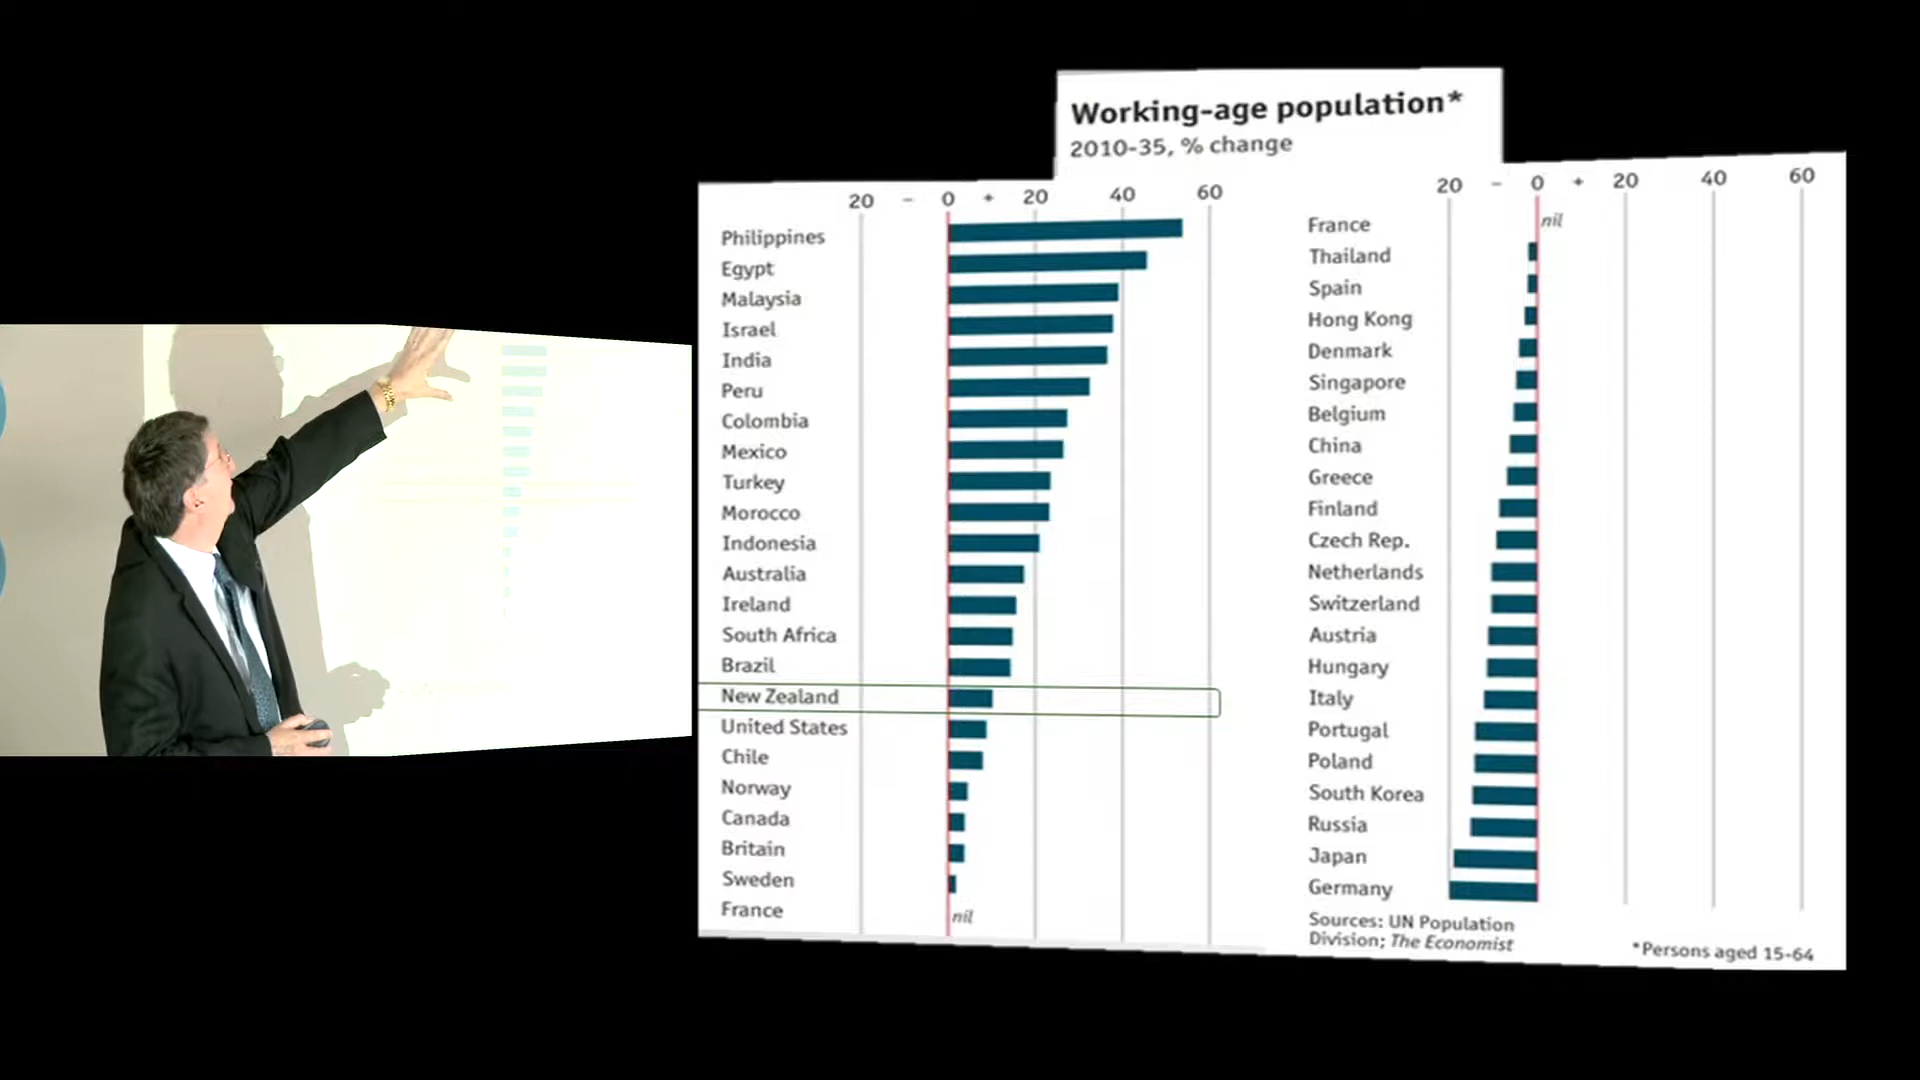 Working-age population*
2010-35, % change
20 - 0 + 20 40 60
Philippines
Egypt
Malaysia
Israel
India
Peru
Colombia
Mexico
Turkey
Morocco
Indonesia
Australia
Ireland
South Africa
Brazil
New Zealand
United States
Chile
Norway
Canada
Britain
Sweden
France nil
20 - 0 + 20 40 60
France nil
Thailand
Spain
Hong Kong
Denmark
Singapore
Belgium
China
Greece
Finland
Czech Rep.
Netherlands
Switzerland
Austria
Hungary
Italy
Portugal
Poland
South Korea
Russia
Japan
Germany
Sources: UN Population
Division; The Economist
*Persons aged 15-64